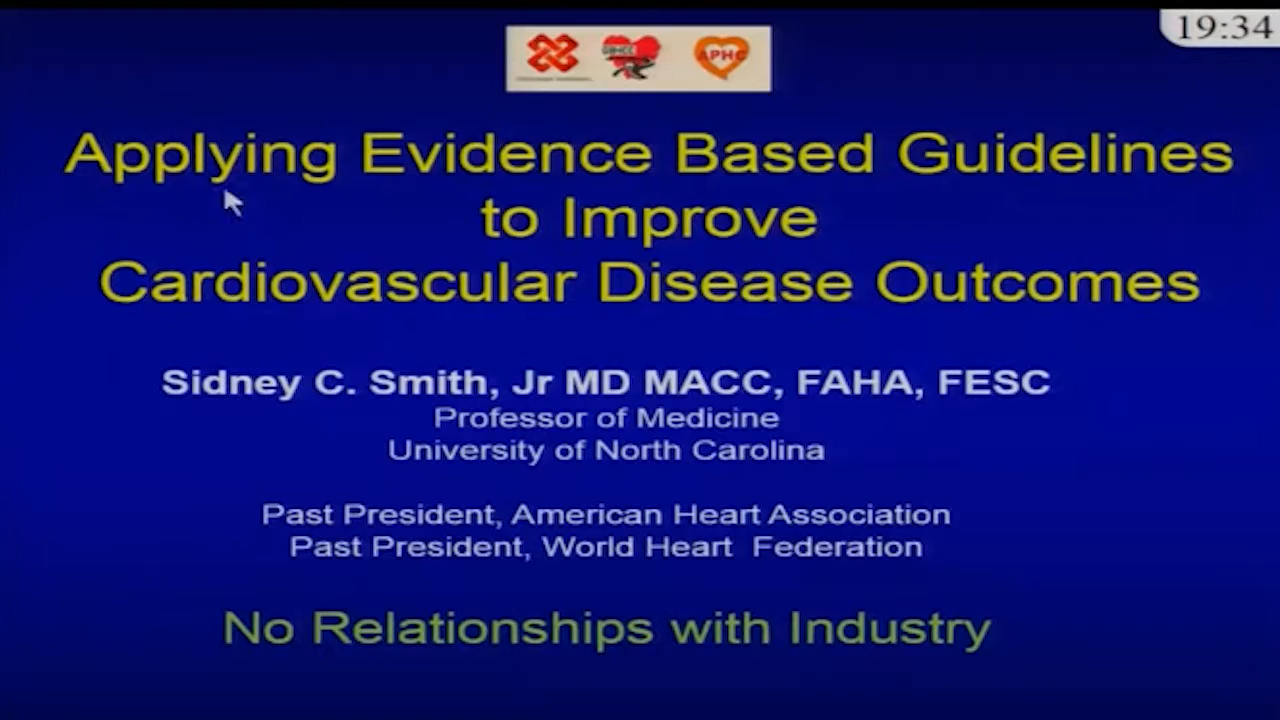 19:34
APHC
Applying Evidence Based Guidelines
to Improve
Cardiovascular Disease Outcomes
Sidney C. Smith, Jr MD MACC, FAHA, FESC
Professor of Medicine
University of North Carolina
Past President, American Heart Association
Past President, World Heart Federation
No Relationships with Industry